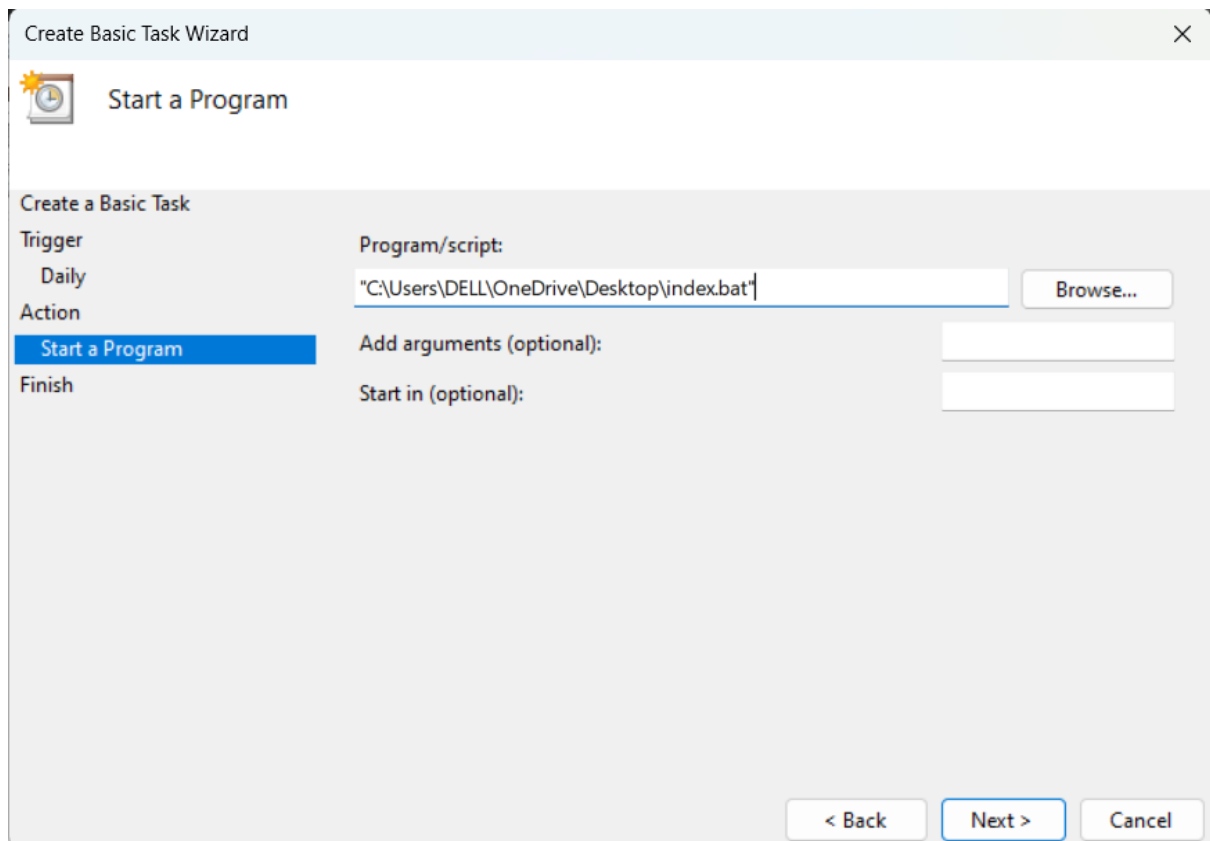 Create Basic Task Wizard
Start a Program
Create a Basic Task
Trigger
Daily
Action
Start a Program
Finish
Program/script:
"C:\Users\DELL\OneDrive\Desktop\index.bat"
Browse...
Add arguments (optional):
Start in (optional):
< Back
Next >
Cancel